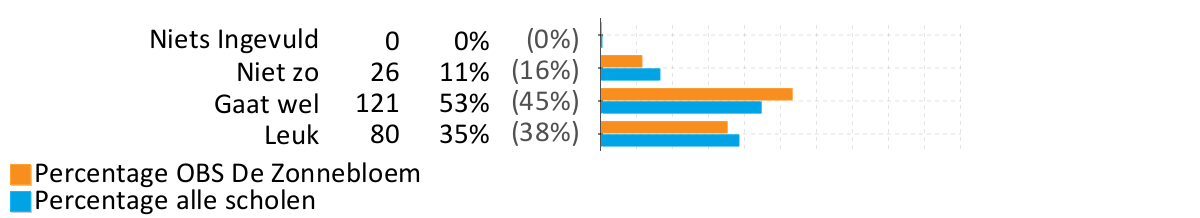 Niets Ingevuld 0 0% (0%)
Niet zo 26 11% (16%)
Gaat wel 121 53% (45%)
Leuk 80 35% (38%)
Percentage OBS De Zonnebloem
Percentage alle scholen